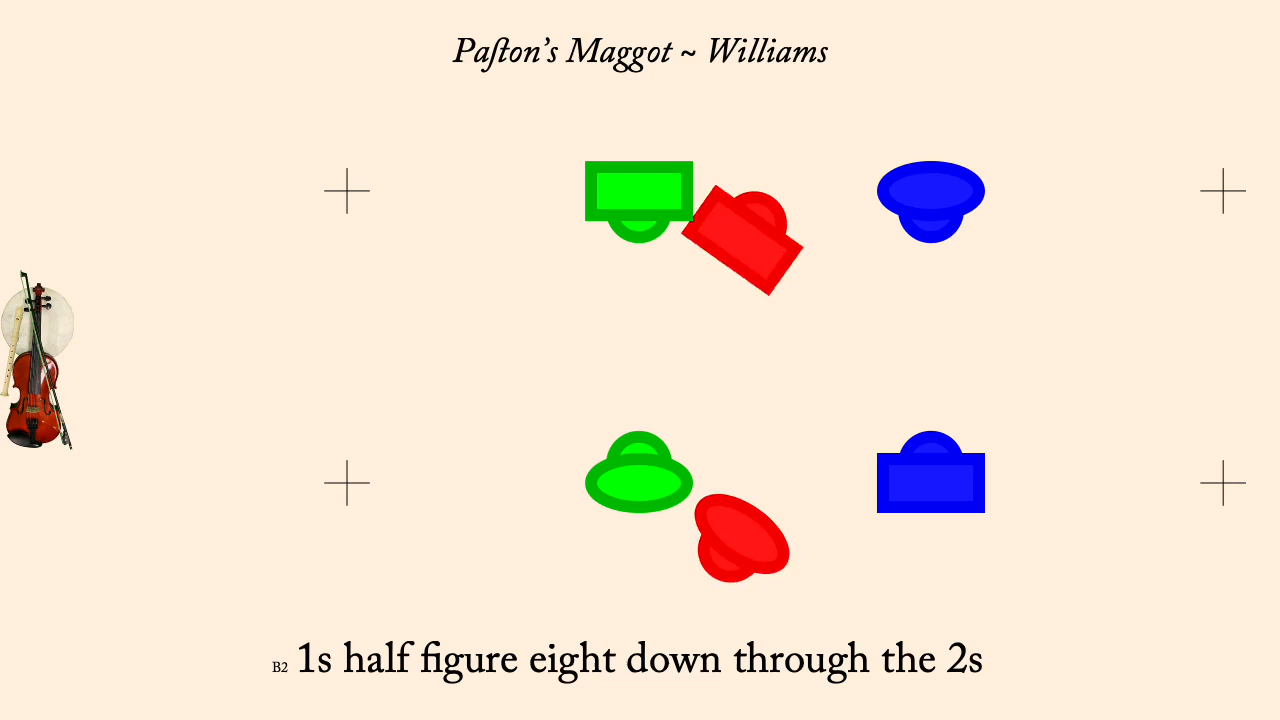 Paſton’s Maggot ~ Williams
B2 1s half figure eight down through the 2s